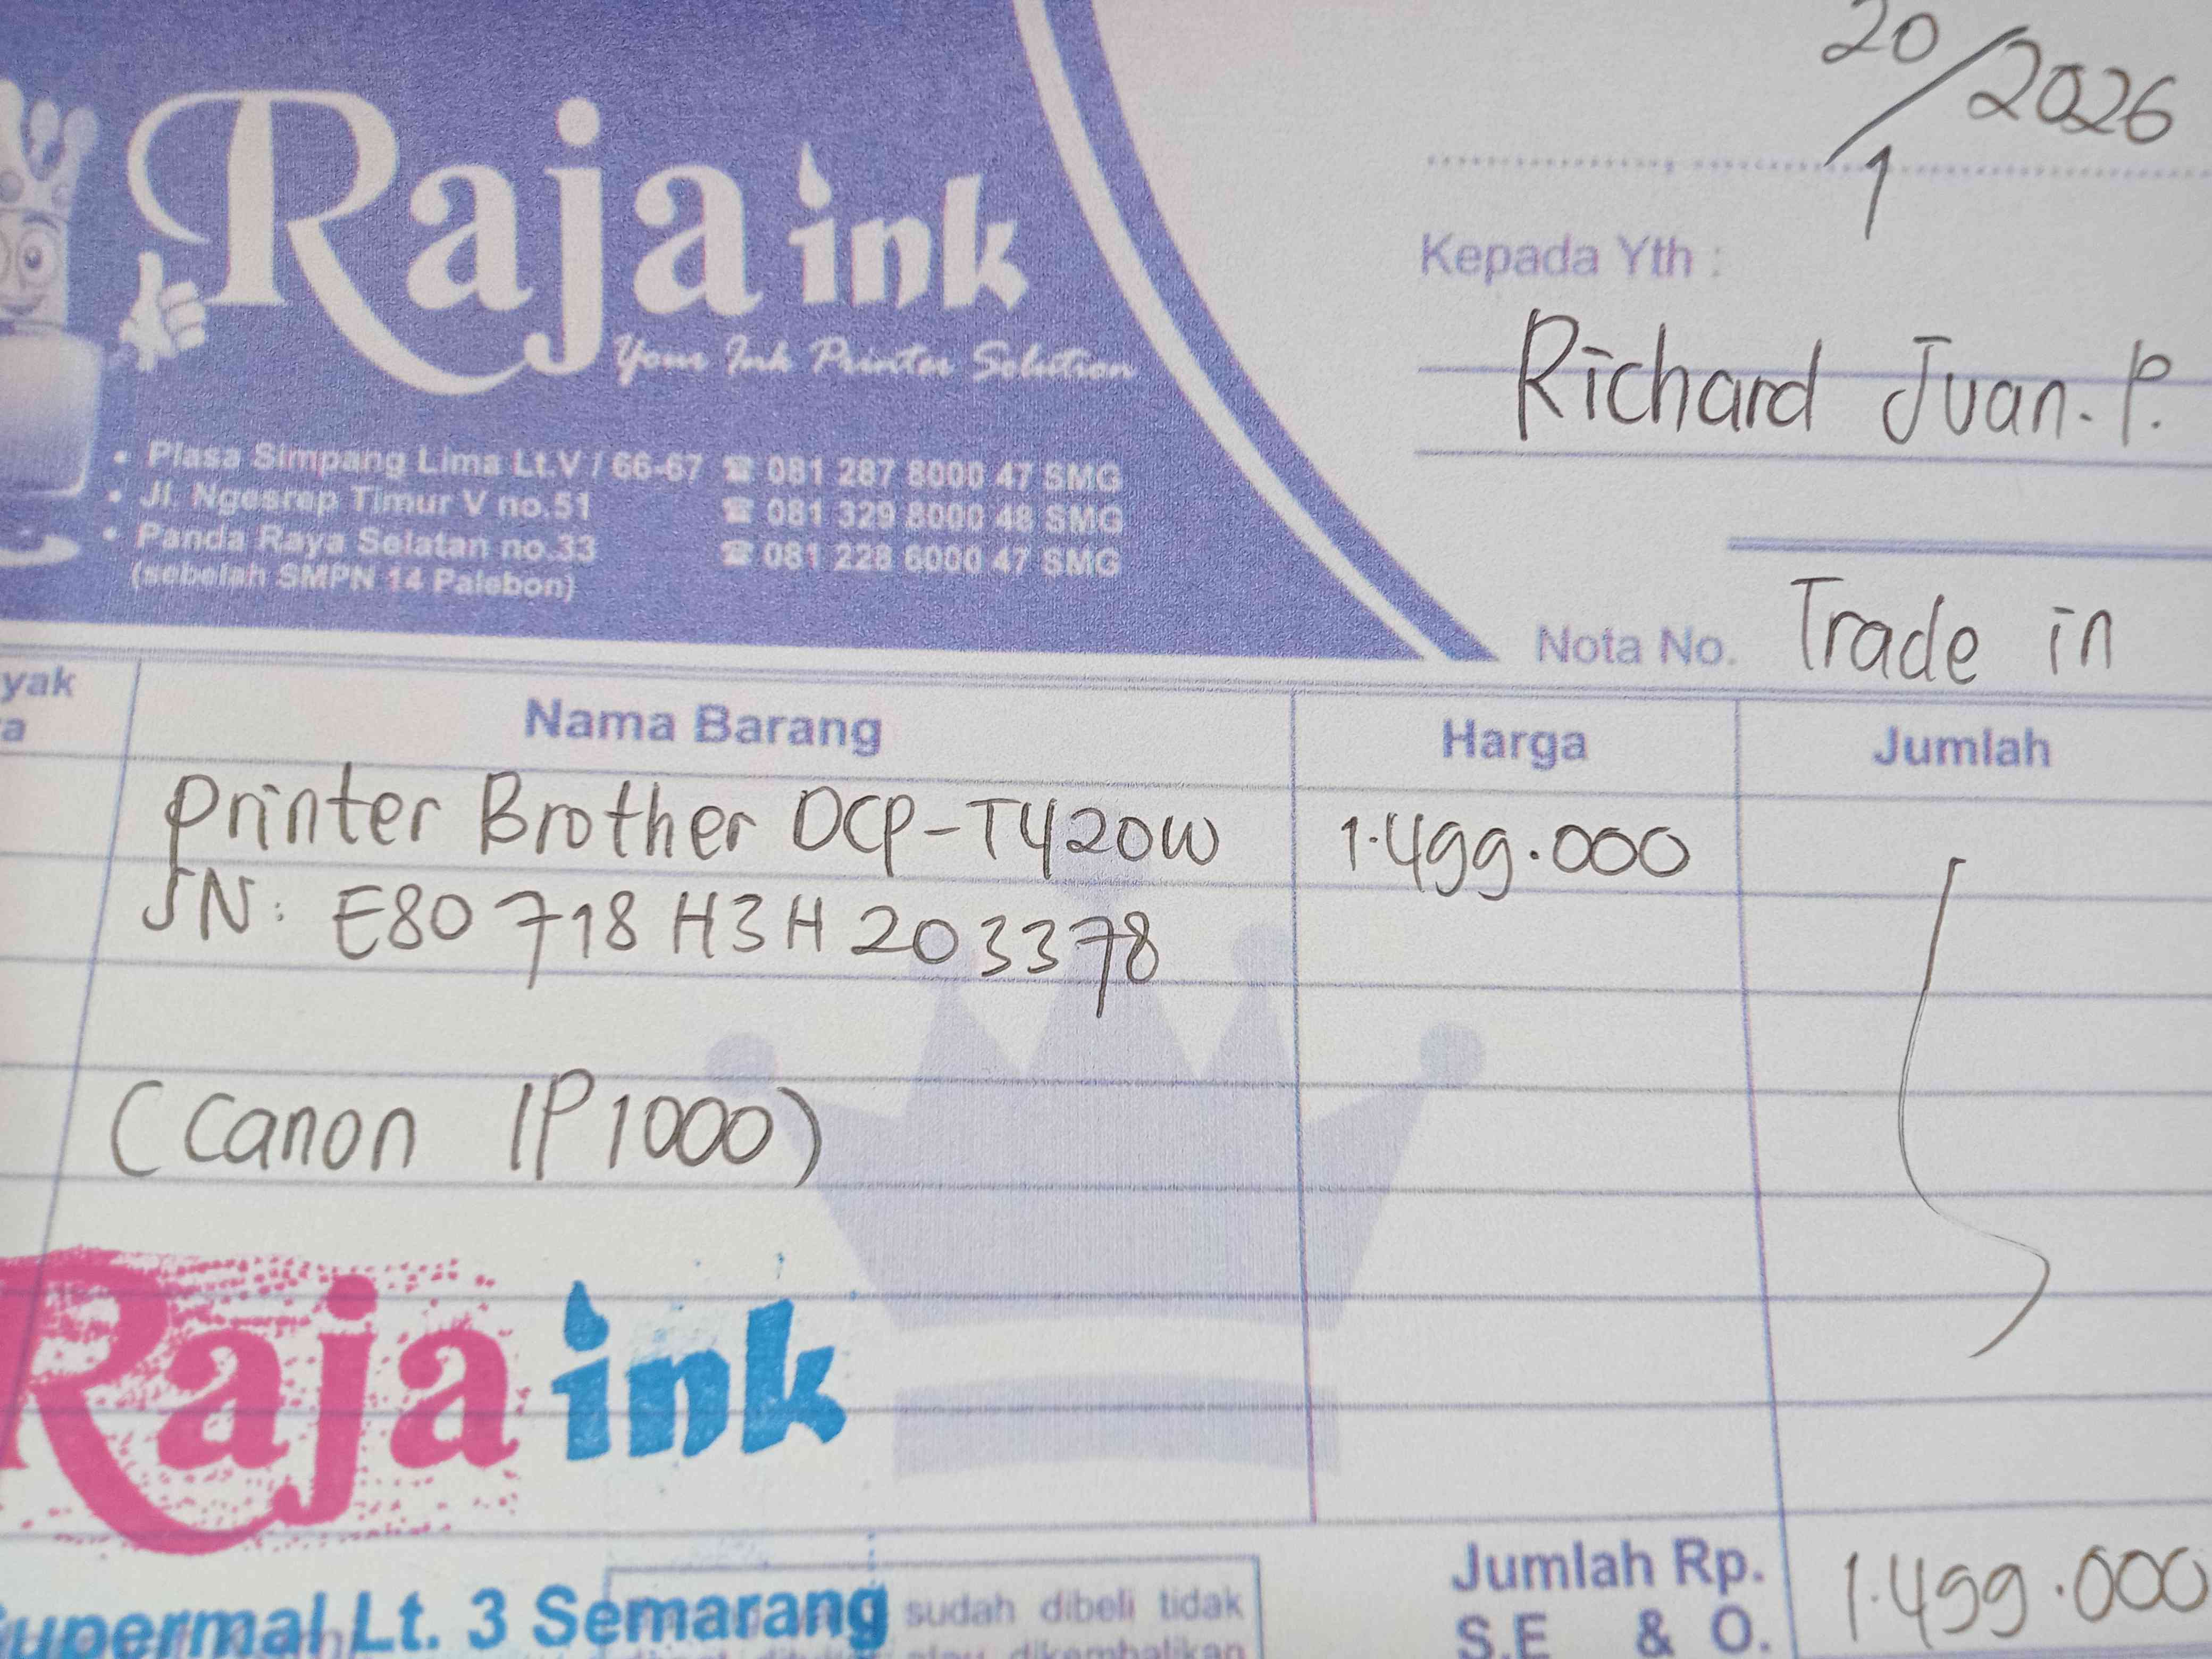 20/1/2026
Raja ink
Your Ink Printer Solution
• Plasa Simpang Lima Lt.V / 66-67 ☎ 081 287 8000 47 SMG
• Jl. Ngesrep Timur V no.51 ☎ 081 329 8000 48 SMG
• Panda Raya Selatan no.33 ☎ 081 228 6000 47 SMG
(sebelah SMPN 14 Palebon)
Kepada Yth :
Richard Juan. P.
Nota No. Trade in
yak
a
Nama Barang Harga Jumlah
Printer Brother DCP-T420W 1.499.000
SN: E80718H3H203378
(Canon IP1000)
Raja ink
Supermal Lt. 3 Semarang
sudah dibeli tidak
dikembalikan
Jumlah Rp. 1.499.000
S.E & O.